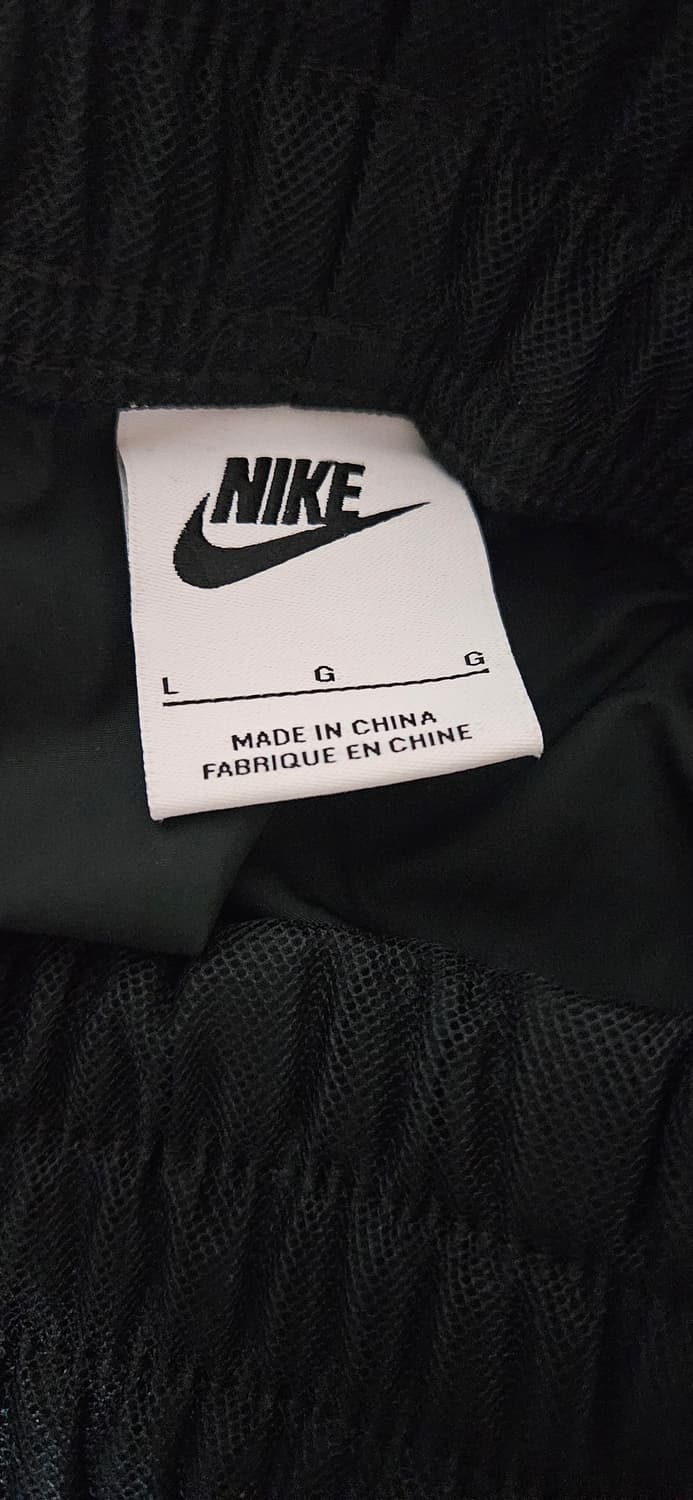 NIKE
L G G
MADE IN CHINA
FABRIQUE EN CHINE